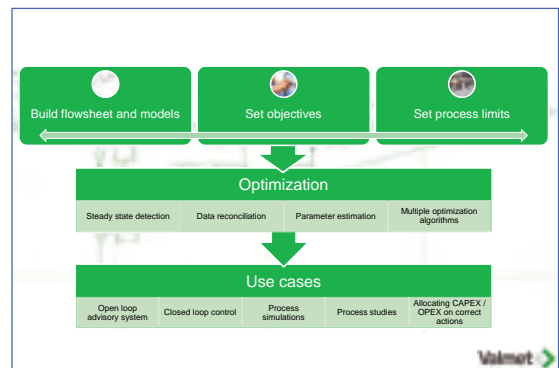 Build flowsheet and models
Set objectives
Set process limits
Optimization
Steady state detection
Data reconciliation
Parameter estimation
Multiple optimization
algorithms
Use cases
Open loop
advisory system
Closed loop control
Process
simulations
Process studies
Allocating CAPEX /
OPEX on correct
actions
Valmet